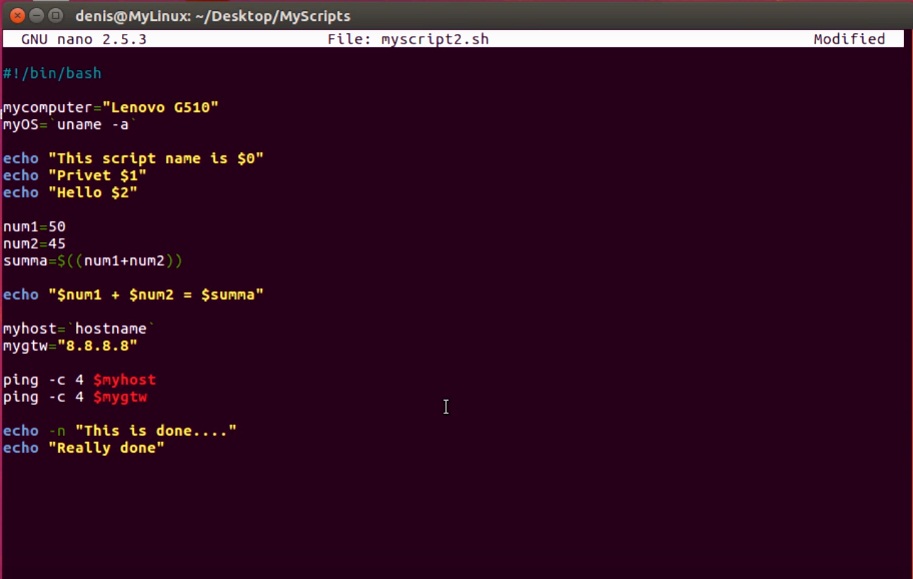 denis@MyLinux: ~/Desktop/MyScripts
GNU nano 2.5.3 File: myscript2.sh Modified
#!/bin/bash
mycomputer="Lenovo G510"
myOS=`uname -a`
echo "This script name is $0"
echo "Privet $1"
echo "Hello $2"
num1=50
num2=45
summa=$((num1+num2))
echo "$num1 + $num2 = $summa"
myhost=`hostname`
mygtw="8.8.8.8"
ping -c 4 $myhost
ping -c 4 $mygtw
echo -n "This is done...."
echo "Really done"